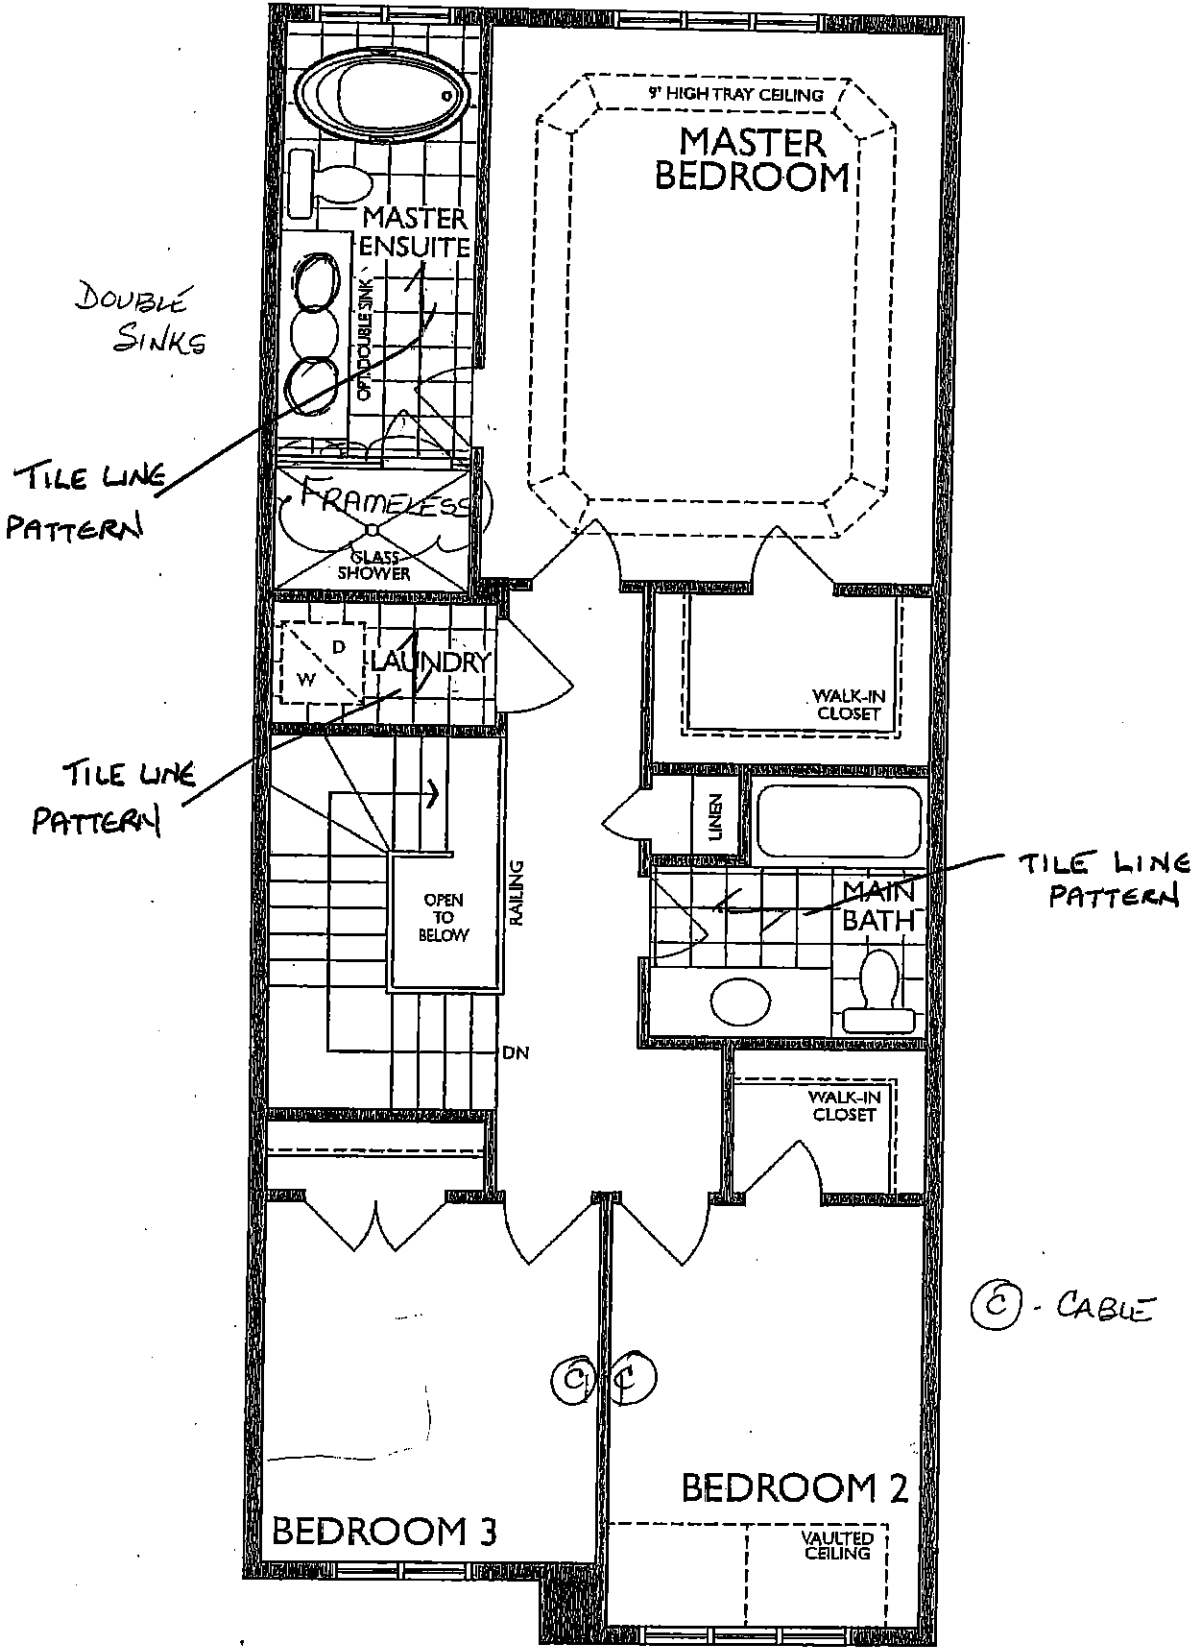 9' HIGH TRAY CEILING
MASTER
BEDROOM
MASTER
ENSUITE
OPT. DOUBLE SINK
DOUBLE
SINKS
TILE LINE
PATTERN
FRAMELESS
GLASS
SHOWER
D
W
LAUNDRY
WALK-IN
CLOSET
TILE LINE
PATTERN
LINEN
RAILING
OPEN
TO
BELOW
MAIN
BATH
TILE LINE
PATTERN
DN
WALK-IN
CLOSET
C - CABLE
C
C
BEDROOM 2
BEDROOM 3
VAULTED
CEILING